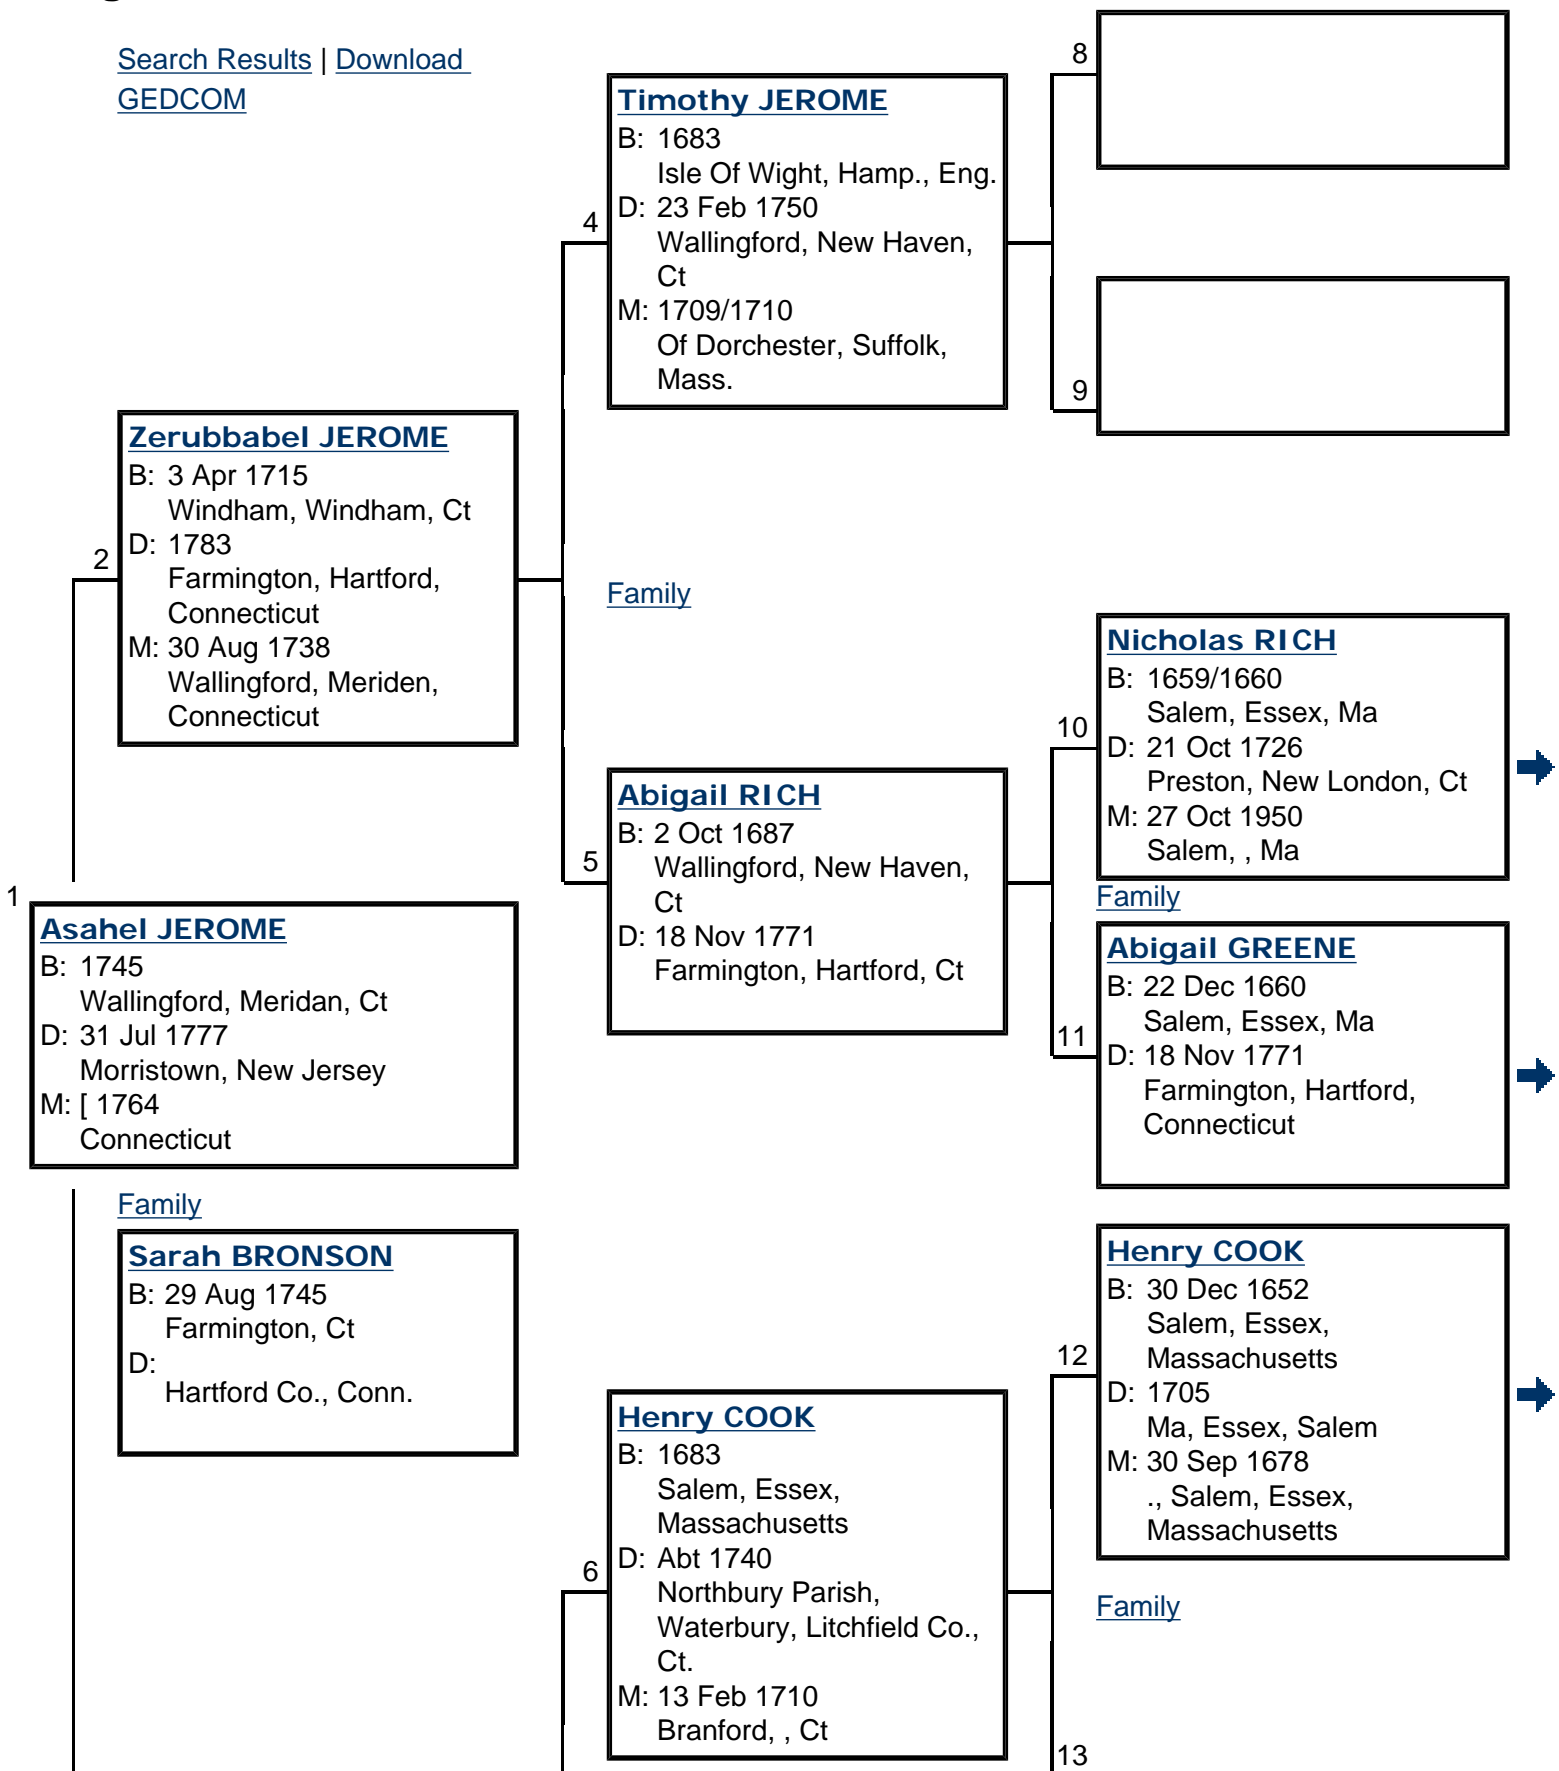 Search Results | Download
GEDCOM
8
Timothy JEROME
B: 1683
Isle Of Wight, Hamp., Eng.
D: 23 Feb 1750
Wallingford, New Haven,
Ct
M: 1709/1710
Of Dorchester, Suffolk,
Mass.
4
9
Zerubbabel JEROME
B: 3 Apr 1715
Windham, Windham, Ct
D: 1783
Farmington, Hartford,
Connecticut
M: 30 Aug 1738
Wallingford, Meriden,
Connecticut
2
Family
Nicholas RICH
B: 1659/1660
Salem, Essex, Ma
D: 21 Oct 1726
Preston, New London, Ct
M: 27 Oct 1950
Salem, , Ma
10
Abigail RICH
B: 2 Oct 1687
Wallingford, New Haven,
Ct
D: 18 Nov 1771
Farmington, Hartford, Ct
5
Family
1
Asahel JEROME
B: 1745
Wallingford, Meridan, Ct
D: 31 Jul 1777
Morristown, New Jersey
M: [ 1764
Connecticut
Abigail GREENE
B: 22 Dec 1660
Salem, Essex, Ma
D: 18 Nov 1771
Farmington, Hartford,
Connecticut
11
Family
Sarah BRONSON
B: 29 Aug 1745
Farmington, Ct
D:
Hartford Co., Conn.
Henry COOK
B: 30 Dec 1652
Salem, Essex,
Massachusetts
D: 1705
Ma, Essex, Salem
M: 30 Sep 1678
., Salem, Essex,
Massachusetts
12
Henry COOK
B: 1683
Salem, Essex,
Massachusetts
D: Abt 1740
Northbury Parish,
Waterbury, Litchfield Co.,
Ct.
M: 13 Feb 1710
Branford, , Ct
6
Family
13